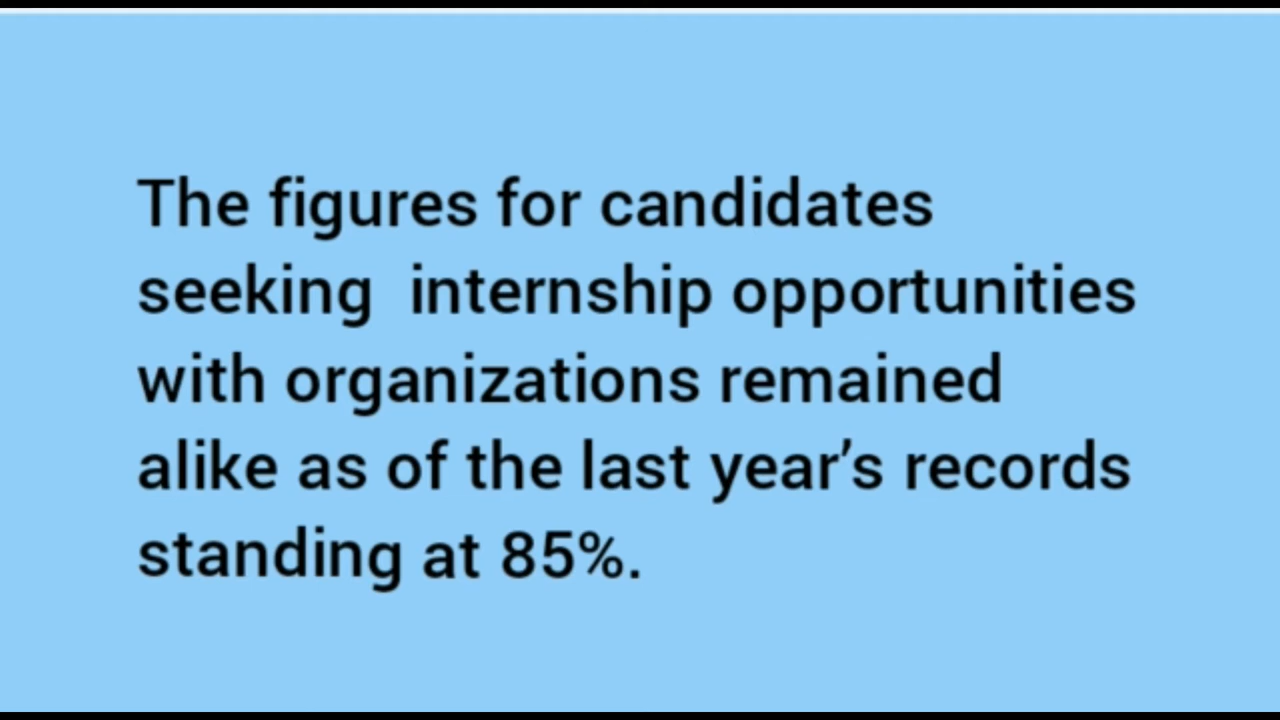 The figures for candidates
seeking  internship opportunities
with organizations remained
alike as of the last year’s records
standing at 85%.